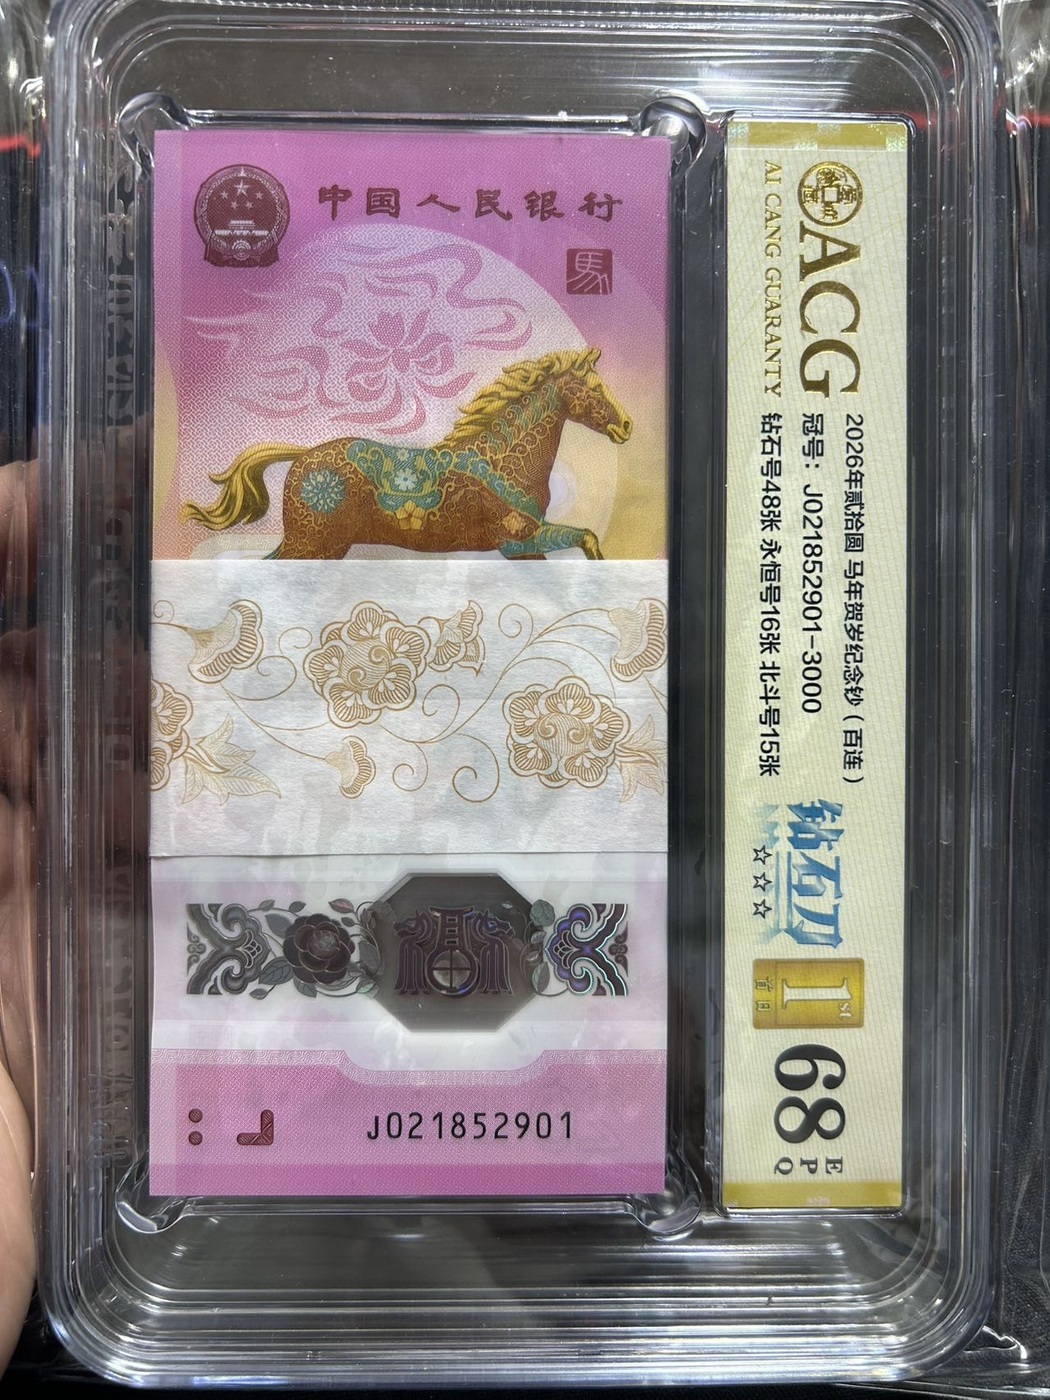 中国人民银行
馬
福
J021852901
ACG
AI CANG GUARANTY
2026年贰拾圆 马年贺岁纪念钞（百连）
冠号：J021852901-3000
钻石号48张 永恒号16张 北斗号15张
钻石刀
☆☆☆
1st
首日
68
E
P
Q